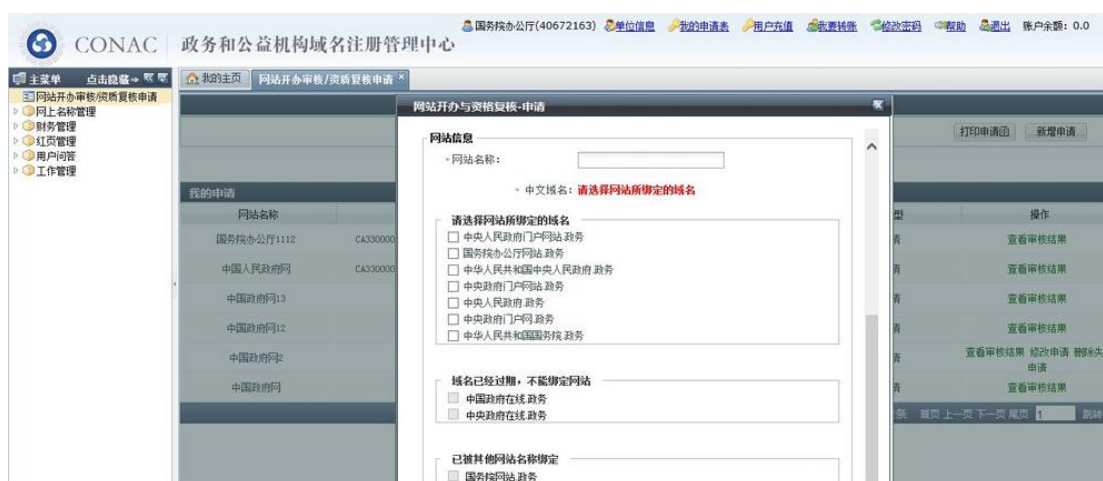 国务院办公厅(40672163) 单位信息 我的申请表 用户充值 我要转账 修改密码 帮助 退出 账户余额：0.0
CONAC 政务和公益机构域名注册管理中心
主菜单 点击隐藏→
我的主页 网站开办审核/资质复核申请
网站开办审核/资质复核申请
网上名称管理
财务管理
红页管理
用户问答
工作管理
网站开办与资格复核-申请
打印申请函 新增申请
网站信息
网站名称：
中文域名：请选择网站所绑定的域名
请选择网站所绑定的域名
中央人民政府门户网站.政务
国务院办公厅网站.政务
中华人民共和国中央人民政府.政务
中央政府门户网站.政务
中央人民政府.政务
中央政府门户网.政务
中华人民共和国国务院.政务
域名已经过期，不能绑定网站
中国政府在线.政务
中央政府在线.政务
已被其他网站名称绑定
国务院网站.政务
我的申请
网站名称 型 操作
国务院办公厅1112 CA330000 查看审核结果
中国人民政府网 CA330000 查看审核结果
中国政府网13 查看审核结果
中国政府网12 查看审核结果
中国政府网2 查看审核结果 修改申请 删除失
申请
中国政府网 查看审核结果
条 首页 上一页 下一页 尾页 1 跳转